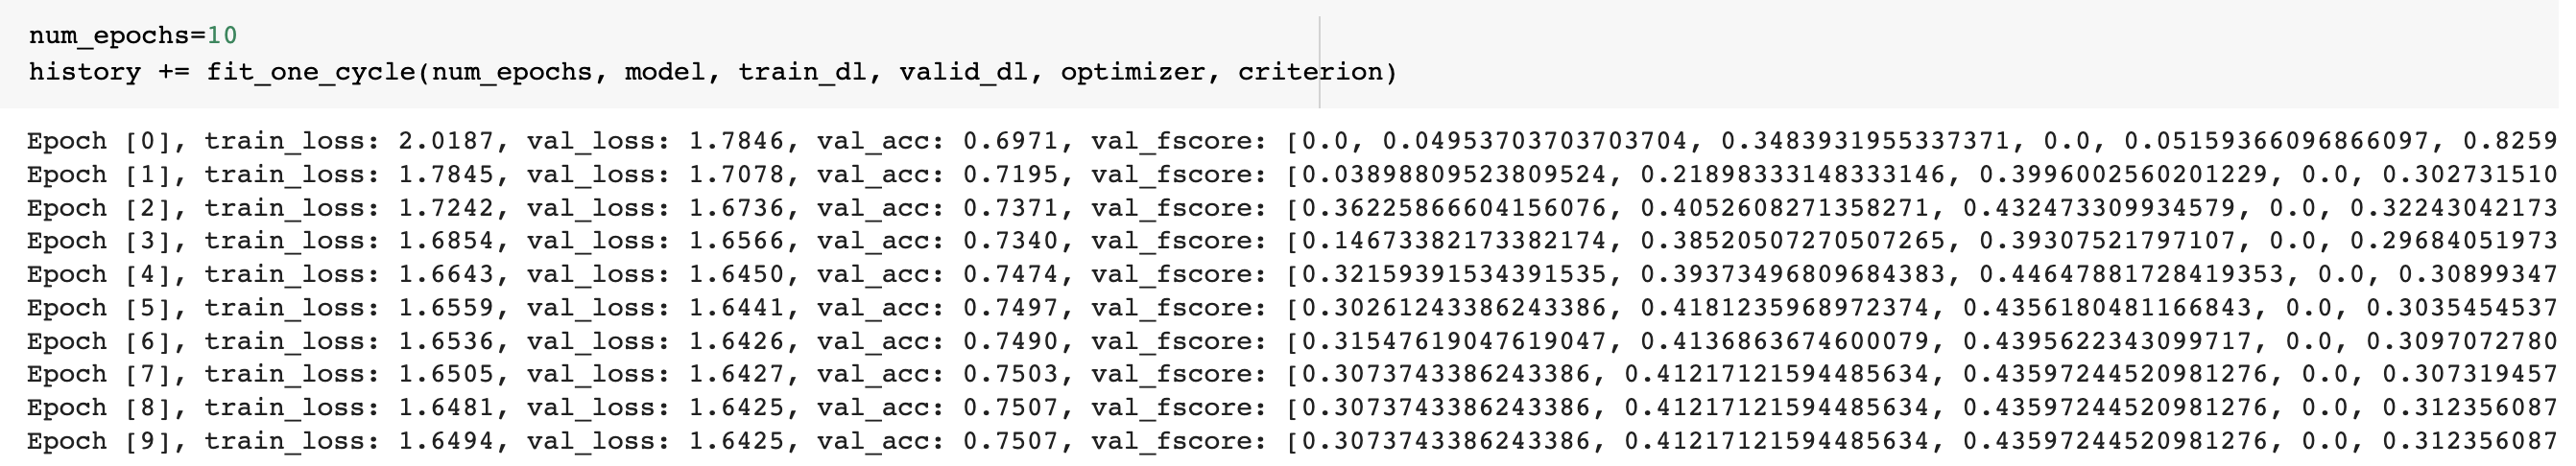 num_epochs=10
history += fit_one_cycle(num_epochs, model, train_dl, valid_dl, optimizer, criterion)
Epoch [0], train_loss: 2.0187, val_loss: 1.7846, val_acc: 0.6971, val_fscore: [0.0, 0.04953703703703704, 0.3483931955337371, 0.0, 0.05159366096866097, 0.8259
Epoch [1], train_loss: 1.7845, val_loss: 1.7078, val_acc: 0.7195, val_fscore: [0.03898809523809524, 0.21898333148333146, 0.3996002560201229, 0.0, 0.302731510
Epoch [2], train_loss: 1.7242, val_loss: 1.6736, val_acc: 0.7371, val_fscore: [0.36225866604156076, 0.4052608271358271, 0.432473309934579, 0.0, 0.32243042173
Epoch [3], train_loss: 1.6854, val_loss: 1.6566, val_acc: 0.7340, val_fscore: [0.14673382173382174, 0.38520507270507265, 0.39307521797107, 0.0, 0.29684051973
Epoch [4], train_loss: 1.6643, val_loss: 1.6450, val_acc: 0.7474, val_fscore: [0.32159391534391535, 0.39373496809684383, 0.44647881728419353, 0.0, 0.30899347
Epoch [5], train_loss: 1.6559, val_loss: 1.6441, val_acc: 0.7497, val_fscore: [0.30261243386243386, 0.4181235968972374, 0.4356180481166843, 0.0, 0.3035454537
Epoch [6], train_loss: 1.6536, val_loss: 1.6426, val_acc: 0.7490, val_fscore: [0.31547619047619047, 0.4136863674600079, 0.4395622343099717, 0.0, 0.3097072780
Epoch [7], train_loss: 1.6505, val_loss: 1.6427, val_acc: 0.7503, val_fscore: [0.3073743386243386, 0.41217121594485634, 0.43597244520981276, 0.0, 0.307319457
Epoch [8], train_loss: 1.6481, val_loss: 1.6425, val_acc: 0.7507, val_fscore: [0.3073743386243386, 0.41217121594485634, 0.43597244520981276, 0.0, 0.312356087
Epoch [9], train_loss: 1.6494, val_loss: 1.6425, val_acc: 0.7507, val_fscore: [0.3073743386243386, 0.41217121594485634, 0.43597244520981276, 0.0, 0.312356087